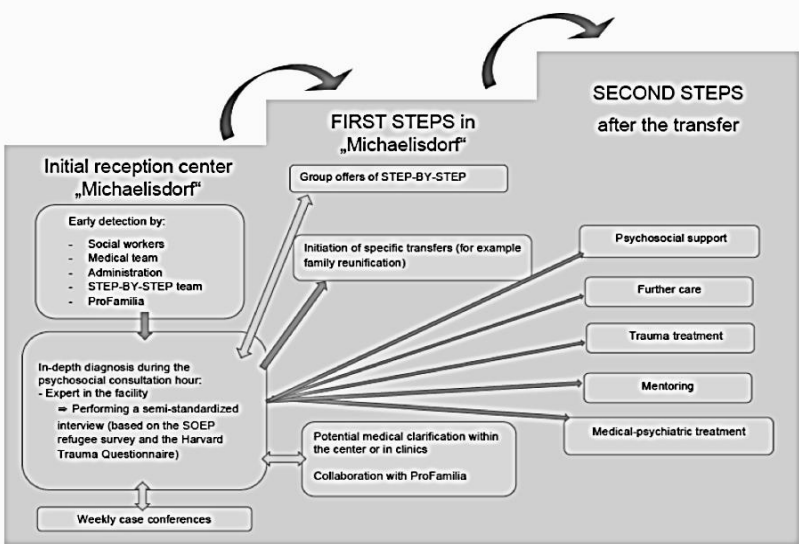 Initial reception center
„Michaelisdorf“
Early detection by:
- Social workers
- Medical team
- Administration
- STEP-BY-STEP team
- ProFamilia
In-depth diagnosis during the
psychosocial consultation hour:
- Expert in the facility
⇒ Performing a semi-standardized
interview (based on the SOEP
refugee survey and the Harvard
Trauma Questionnaire)
Weekly case conferences
FIRST STEPS in
„Michaelisdorf“
Group offers of STEP-BY-STEP
Initiation of specific transfers (for example
family reunification)
Potential medical clarification within
the center or in clinics
Collaboration with ProFamilia
SECOND STEPS
after the transfer
Psychosocial support
Further care
Trauma treatment
Mentoring
Medical-psychiatric treatment